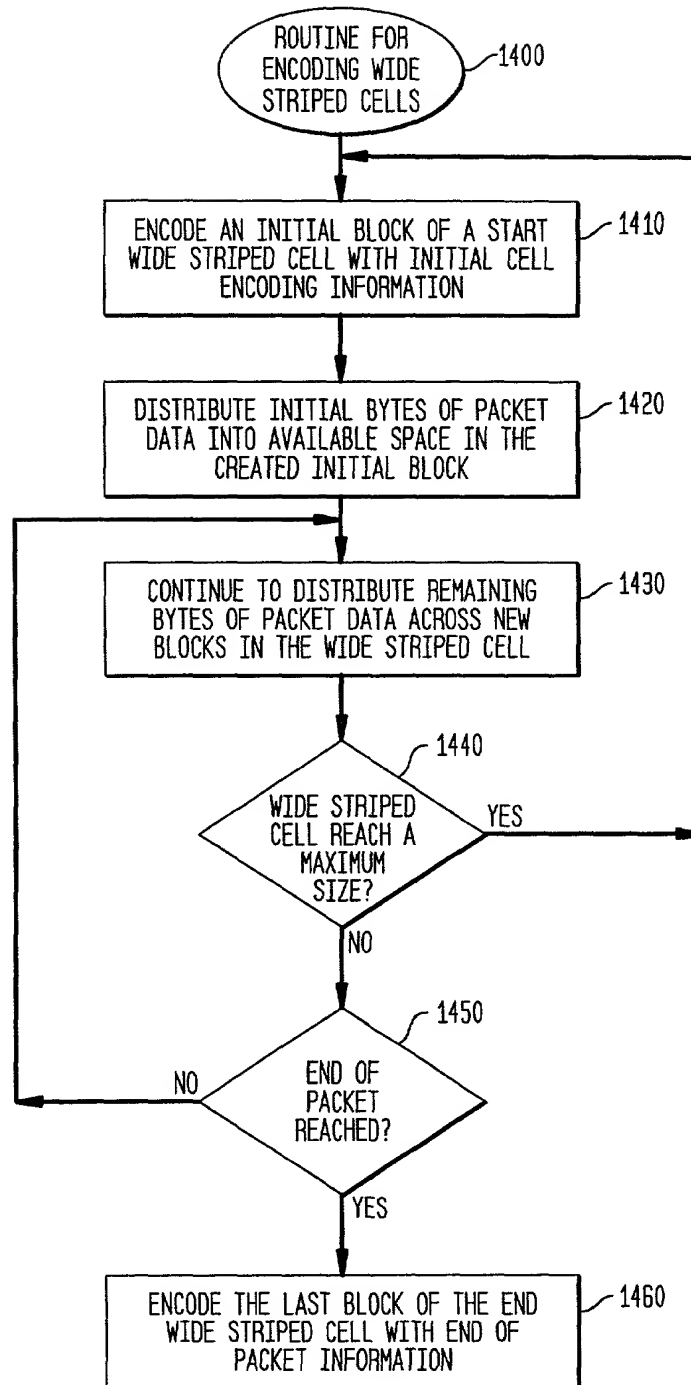 ROUTINE FOR
ENCODING WIDE
STRIPED CELLS
1400
ENCODE AN INITIAL BLOCK OF A START
WIDE STRIPED CELL WITH INITIAL CELL
ENCODING INFORMATION
1410
DISTRIBUTE INITIAL BYTES OF PACKET
DATA INTO AVAILABLE SPACE IN THE
CREATED INITIAL BLOCK
1420
CONTINUE TO DISTRIBUTE REMAINING
BYTES OF PACKET DATA ACROSS NEW
BLOCKS IN THE WIDE STRIPED CELL
1430
1440
WIDE STRIPED
CELL REACH A
MAXIMUM
SIZE?
YES
NO
1450
END OF
PACKET
REACHED?
NO
YES
ENCODE THE LAST BLOCK OF THE END
WIDE STRIPED CELL WITH END OF
PACKET INFORMATION
1460